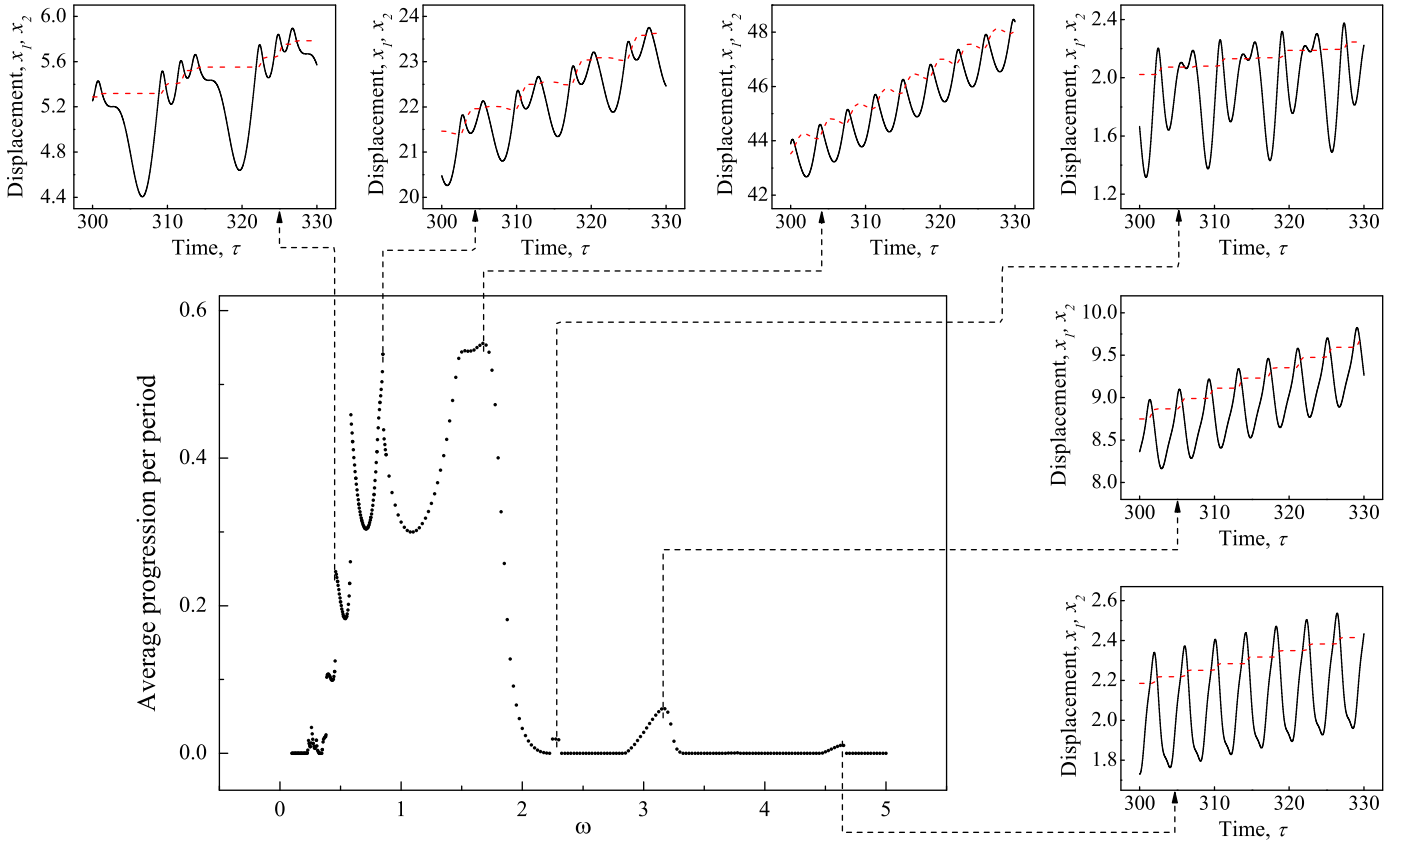 Displacement, x1, x2
6.0
5.6
5.2
4.8
4.4
300 310 320 330
Time, τ
Displacement, x1, x2
24
23
22
21
20
300 310 320 330
Time, τ
Displacement, x1, x2
48
46
44
42
300 310 320 330
Time, τ
Displacement, x1, x2
2.4
2.0
1.6
1.2
300 310 320 330
Time, τ
Average progression per period
0.6
0.4
0.2
0.0
0 1 2 3 4 5
ω
Displacement, x1, x2
10.0
9.5
9.0
8.5
8.0
300 310 320 330
Time, τ
Displacement, x1, x2
2.6
2.4
2.2
2.0
1.8
300 310 320 330
Time, τ